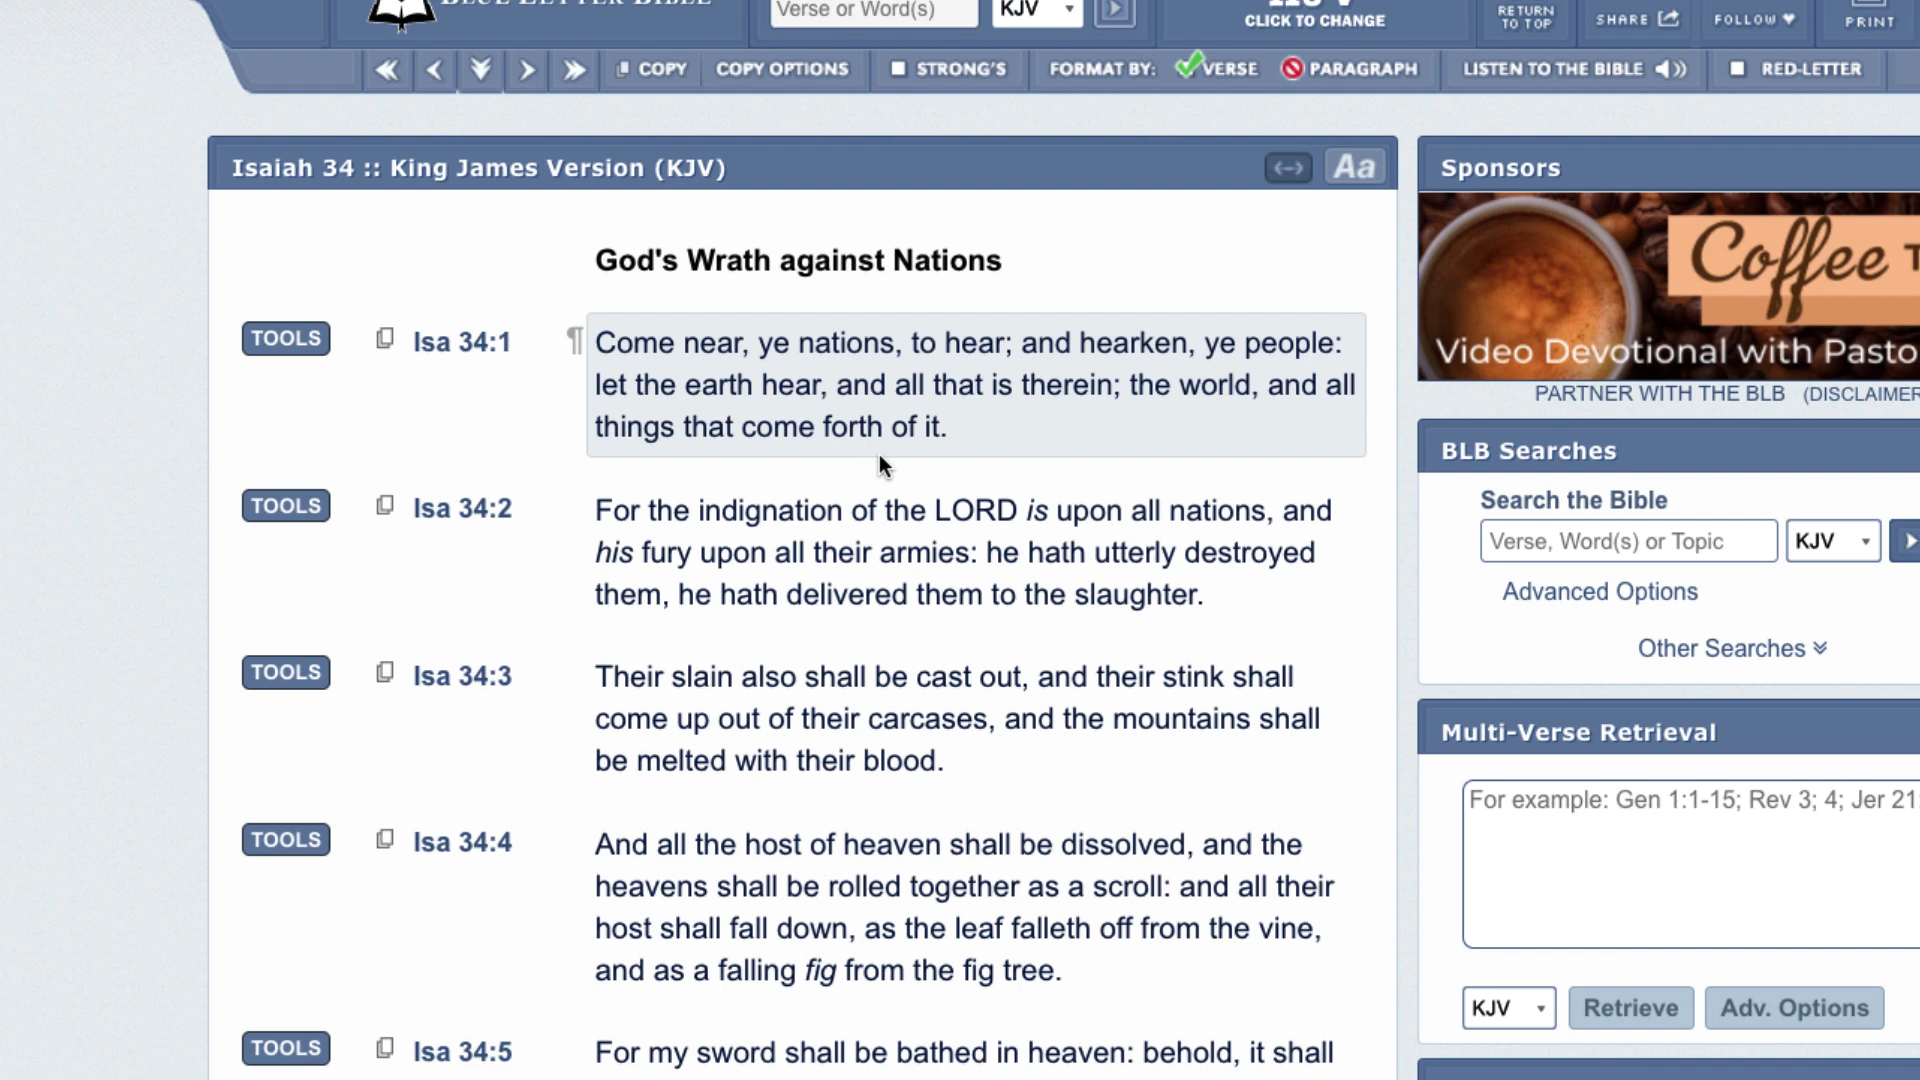 BLUE LETTER BIBLE
Verse or Word(s)
KJV
CLICK TO CHANGE
RETURN
TO TOP
SHARE
FOLLOW
PRINT
COPY
COPY OPTIONS
STRONG'S
FORMAT BY:
VERSE
PARAGRAPH
LISTEN TO THE BIBLE
RED-LETTER
Isaiah 34 :: King James Version (KJV)
Aa
God's Wrath against Nations
TOOLS
Isa 34:1
¶
Come near, ye nations, to hear; and hearken, ye people:
let the earth hear, and all that is therein; the world, and all
things that come forth of it.
TOOLS
Isa 34:2
For the indignation of the LORD is upon all nations, and
his fury upon all their armies: he hath utterly destroyed
them, he hath delivered them to the slaughter.
TOOLS
Isa 34:3
Their slain also shall be cast out, and their stink shall
come up out of their carcases, and the mountains shall
be melted with their blood.
TOOLS
Isa 34:4
And all the host of heaven shall be dissolved, and the
heavens shall be rolled together as a scroll: and all their
host shall fall down, as the leaf falleth off from the vine,
and as a falling fig from the fig tree.
TOOLS
Isa 34:5
For my sword shall be bathed in heaven: behold, it shall
Sponsors
Coffee T
Video Devotional with Pasto
PARTNER WITH THE BLB (DISCLAIMER
BLB Searches
Search the Bible
Verse, Word(s) or Topic
KJV
Advanced Options
Other Searches
Multi-Verse Retrieval
For example: Gen 1:1-15; Rev 3; 4; Jer 21:
KJV
Retrieve
Adv. Options